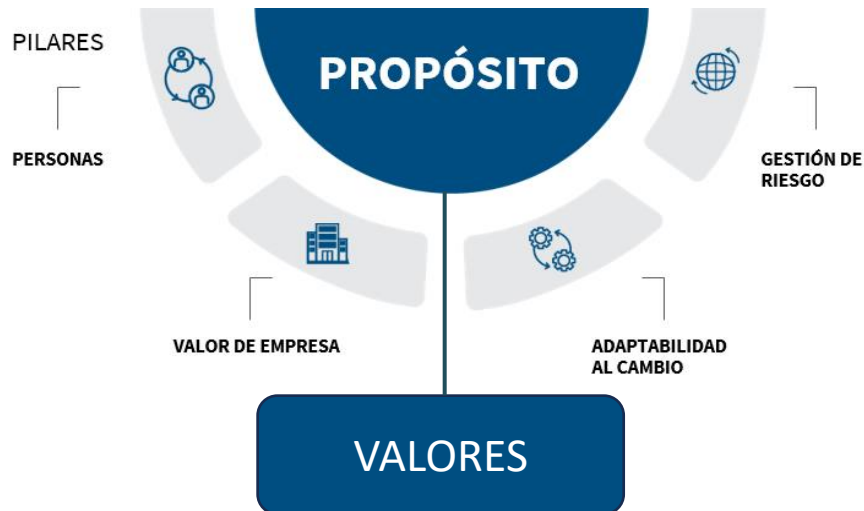 PILARES
PROPÓSITO
PERSONAS
GESTIÓN DE
RIESGO
VALOR DE EMPRESA
ADAPTABILIDAD
AL CAMBIO
VALORES